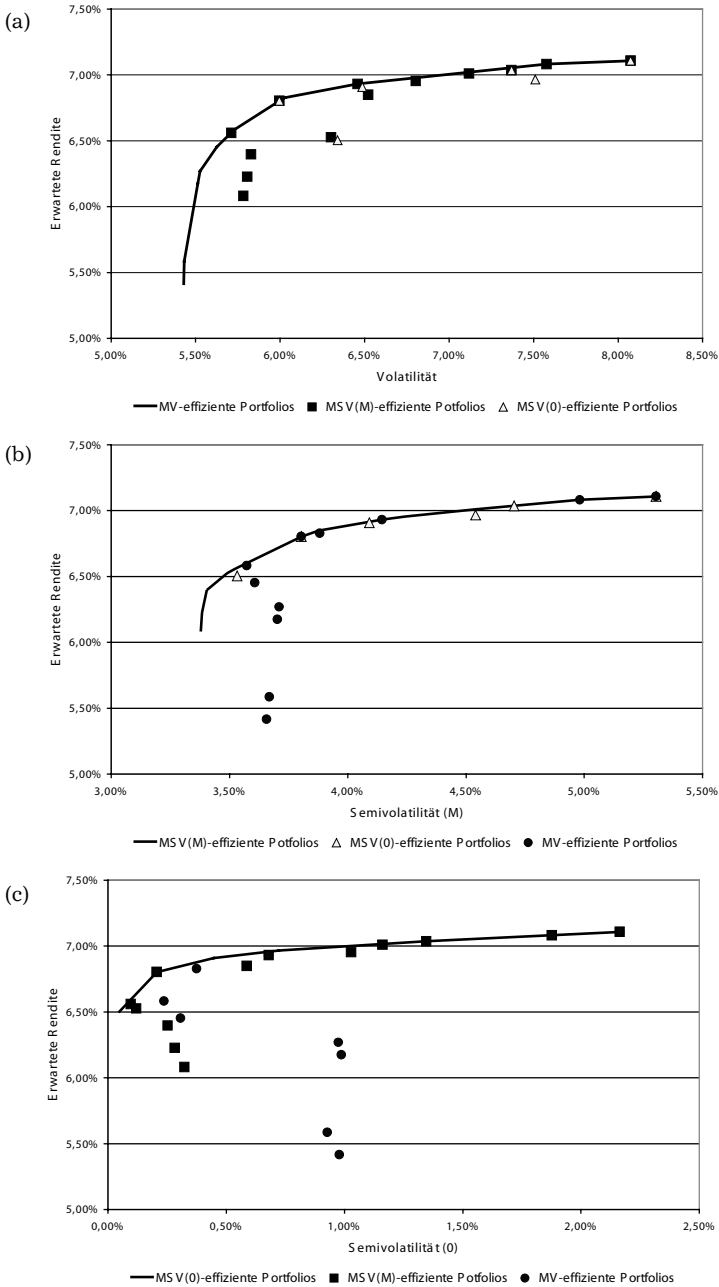 (a)
7,50%
7,00%
6,50%
6,00%
5,50%
5,00%
Erwartete Rendite
5,00% 5,50% 6,00% 6,50% 7,00% 7,50% 8,00% 8,50%
Volatilität
MV-effiziente Portfolios MSV(M)-effiziente Potfolios MSV(0)-effiziente Portfolios
(b)
7,50%
7,00%
6,50%
6,00%
5,50%
5,00%
Erwartete Rendite
3,00% 3,50% 4,00% 4,50% 5,00% 5,50%
Semivolatilität (M)
MSV(M)-effiziente Potfolios MSV(0)-effiziente Portfolios MV-effiziente Portfolios
(c)
7,50%
7,00%
6,50%
6,00%
5,50%
5,00%
Erwartete Rendite
0,00% 0,50% 1,00% 1,50% 2,00% 2,50%
Semivolatilität (0)
MSV(0)-effiziente Portfolios MSV(M)-effiziente Potfolios MV-effiziente Portfolios